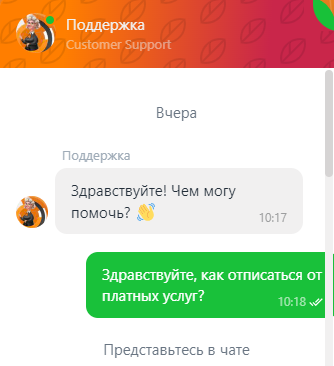 Поддержка
Customer Support
Вчера
Поддержка
Здравствуйте! Чем могу
помочь? 👋
10:17
Здравствуйте, как отписаться от
платных услуг?
10:18
Представьтесь в чате